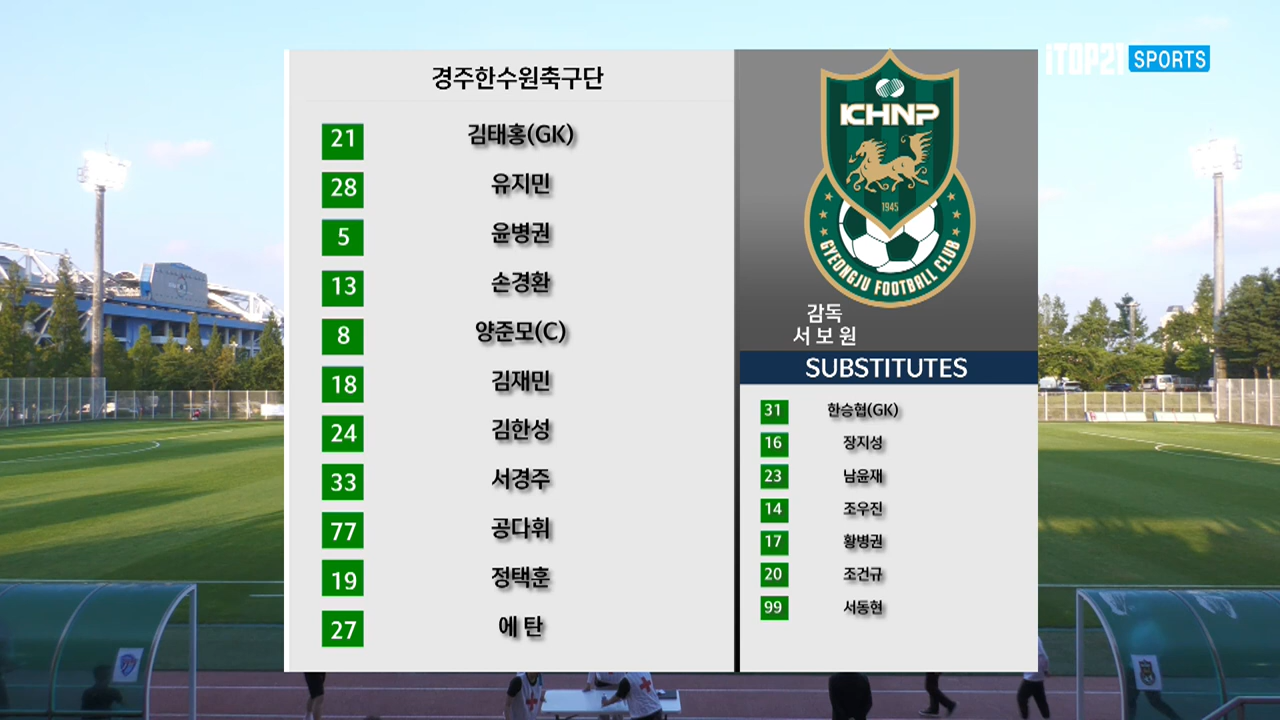 ITOP21 SPORTS
경주한수원축구단
21 김태홍(GK)
28 유지민
5 윤병권
13 손경환
8 양준모(C)
18 김재민
24 김한성
33 서경주
77 공다휘
19 정택훈
27 에 탄
KHNP
1945
GYEONGJU FOOTBALL CLUB
감독
서 보 원
SUBSTITUTES
31 한승협(GK)
16 장지성
23 남윤재
14 조우진
17 황병권
20 조건규
99 서동현